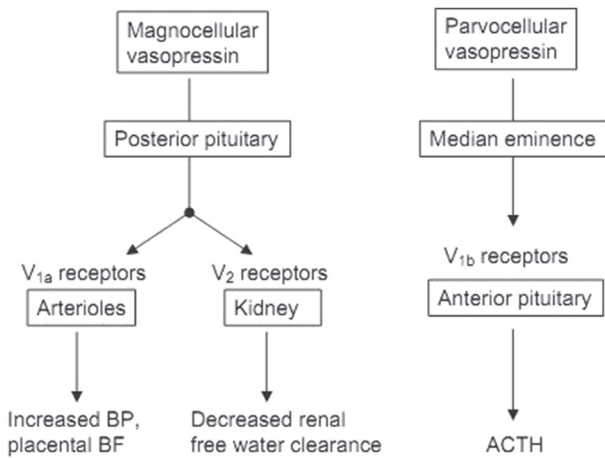 Magnocellular
vasopressin
Posterior pituitary
V1a receptors
Arterioles
Increased BP,
placental BF
V2 receptors
Kidney
Decreased renal
free water clearance
Parvocellular
vasopressin
Median eminence
V1b receptors
Anterior pituitary
ACTH